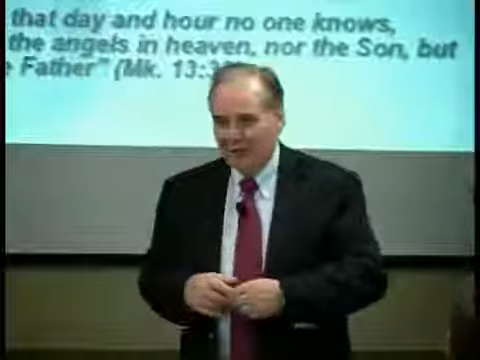 that day and hour no one knows,
the angels in heaven, nor the Son, but
Father" (Mk. 13:3